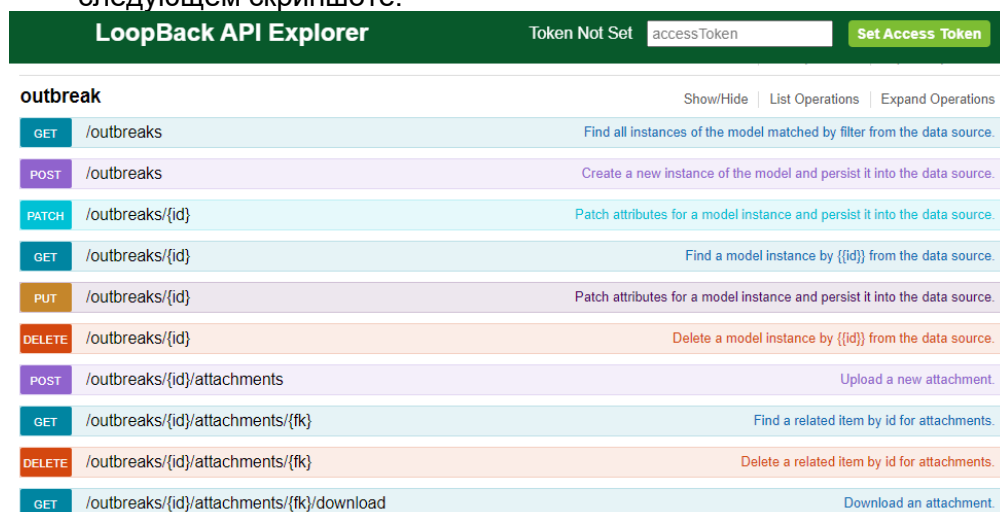 следующем скриншоте.
LoopBack API Explorer Token Not Set accessToken Set Access Token
outbreak Show/Hide List Operations Expand Operations
GET /outbreaks Find all instances of the model matched by filter from the data source.
POST /outbreaks Create a new instance of the model and persist it into the data source.
PATCH /outbreaks/{id} Patch attributes for a model instance and persist it into the data source.
GET /outbreaks/{id} Find a model instance by {{id}} from the data source.
PUT /outbreaks/{id} Patch attributes for a model instance and persist it into the data source.
DELETE /outbreaks/{id} Delete a model instance by {{id}} from the data source.
POST /outbreaks/{id}/attachments Upload a new attachment.
GET /outbreaks/{id}/attachments/{fk} Find a related item by id for attachments.
DELETE /outbreaks/{id}/attachments/{fk} Delete a related item by id for attachments.
GET /outbreaks/{id}/attachments/{fk}/download Download an attachment.